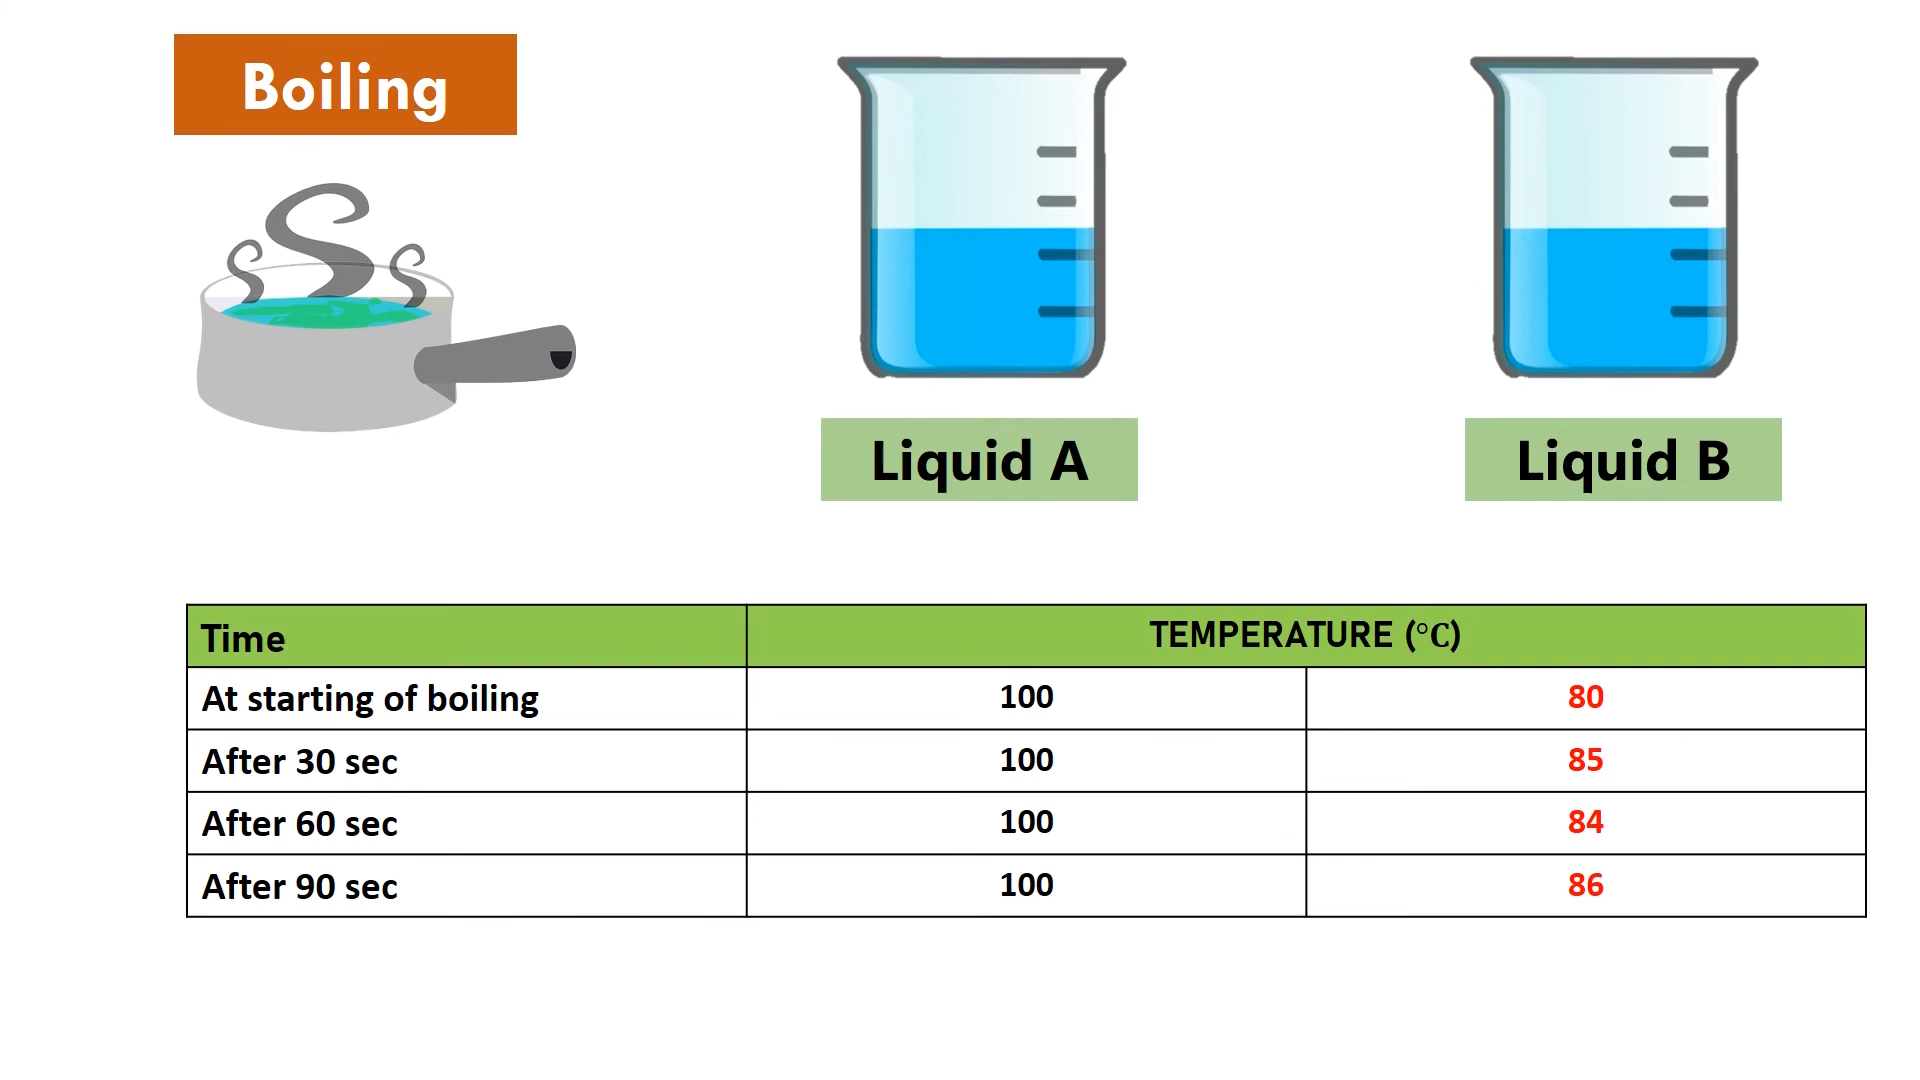 Boiling
Liquid A
Liquid B
Time TEMPERATURE (°C)
At starting of boiling 100 80
After 30 sec 100 85
After 60 sec 100 84
After 90 sec 100 86